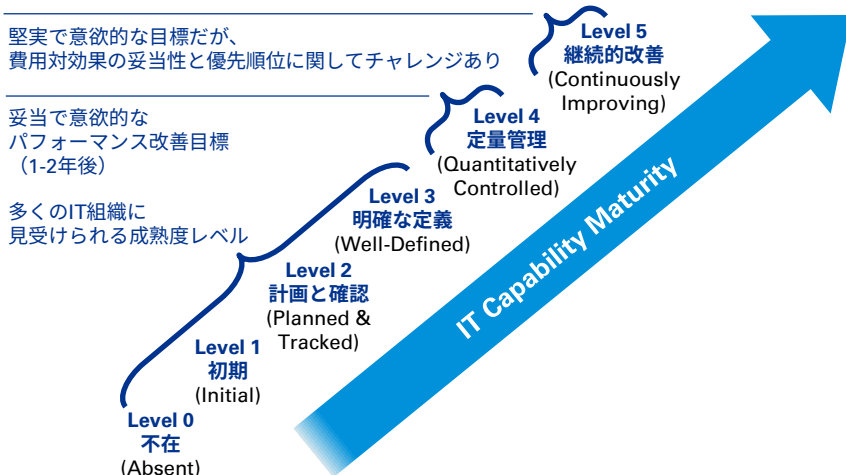 堅実で意欲的な目標だが、
費用対効果の妥当性と優先順位に関してチャレンジあり
Level 5
継続的改善
(Continuously
Improving)
妥当で意欲的な
パフォーマンス改善目標
（1-2年後）
Level 4
定量管理
(Quantitatively
Controlled)
多くのIT組織に
見受けられる成熟度レベル
Level 3
明確な定義
(Well-Defined)
Level 2
計画と確認
(Planned &
Tracked)
Level 1
初期
(Initial)
Level 0
不在
(Absent)
IT Capability Maturity